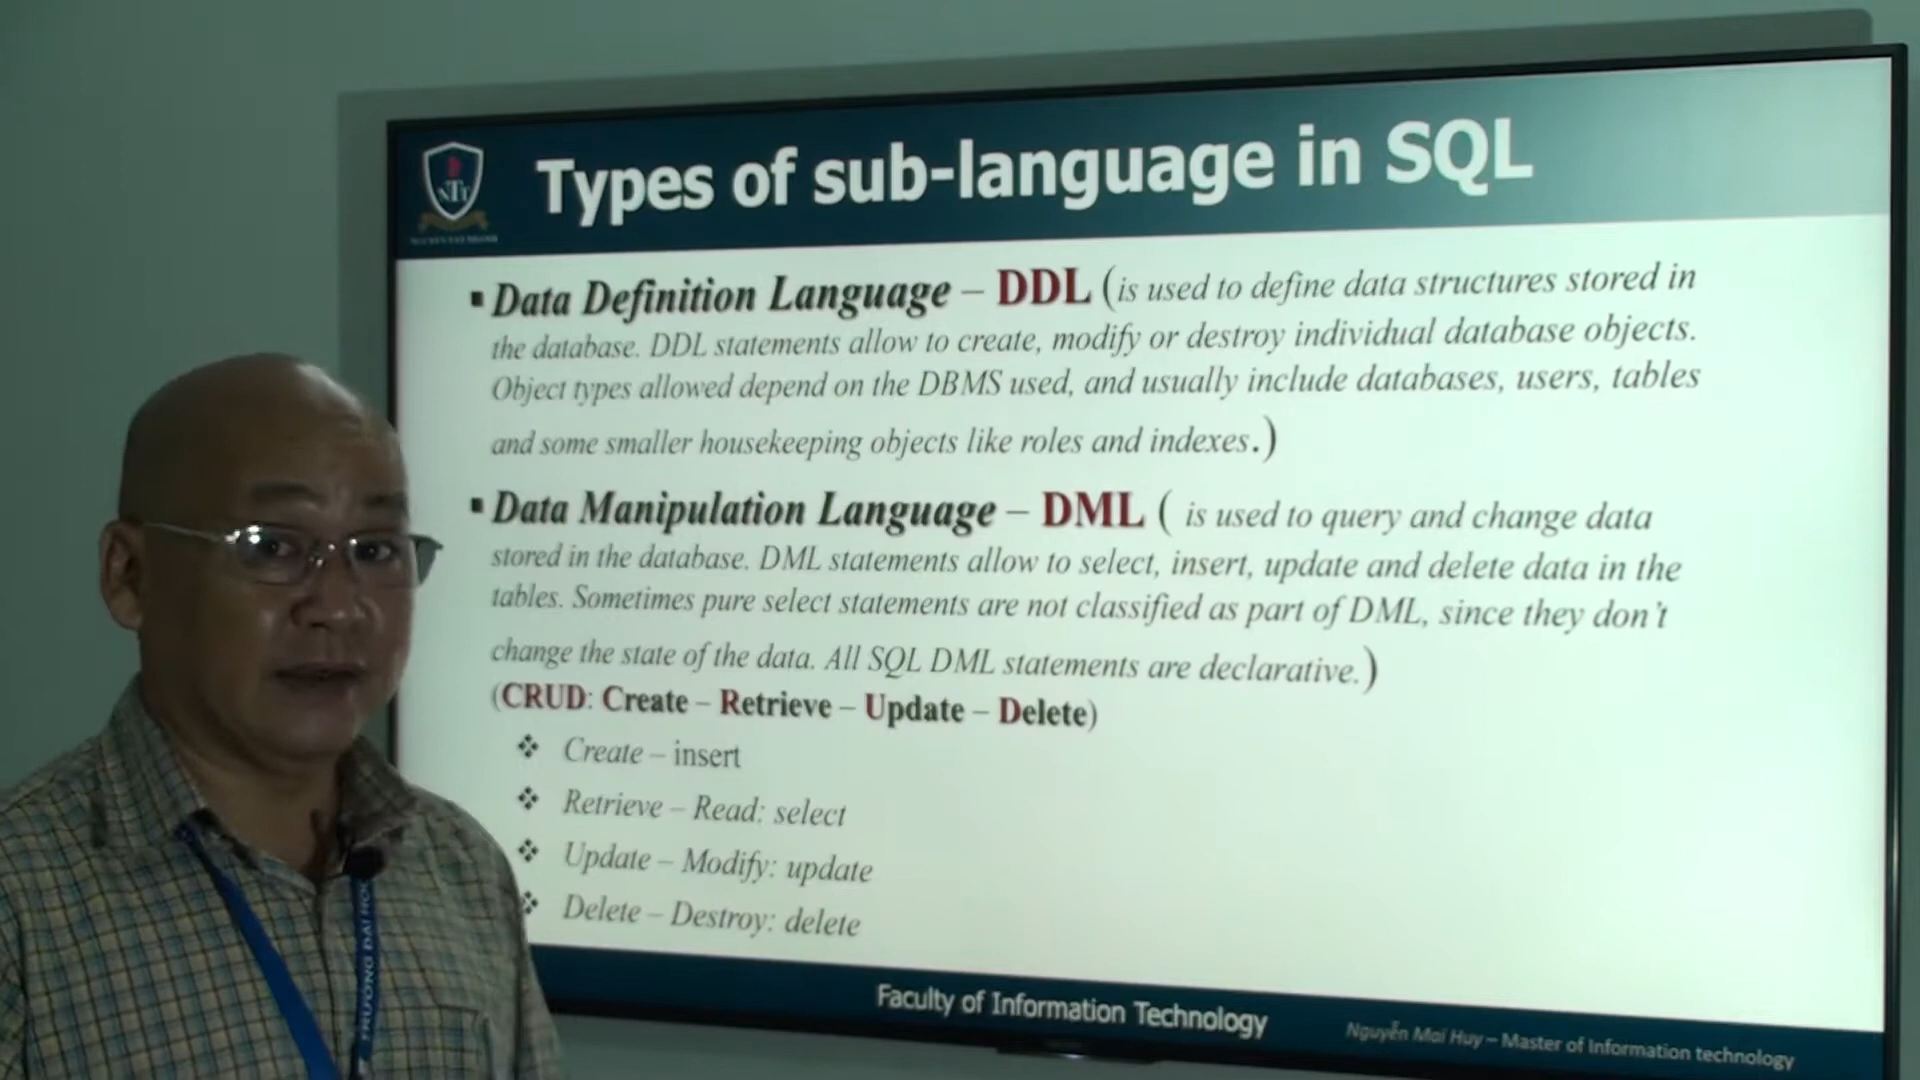 Types of sub-language in SQL
NTT
NGUYEN TAT THANH
▪ Data Definition Language – DDL (is used to define data structures stored in
the database. DDL statements allow to create, modify or destroy individual database objects.
Object types allowed depend on the DBMS used, and usually include databases, users, tables
and some smaller housekeeping objects like roles and indexes.)
▪ Data Manipulation Language – DML ( is used to query and change data
stored in the database. DML statements allow to select, insert, update and delete data in the
tables. Sometimes pure select statements are not classified as part of DML, since they don't
change the state of the data. All SQL DML statements are declarative.)
(CRUD: Create – Retrieve – Update – Delete)
❖ Create – insert
❖ Retrieve – Read: select
❖ Update – Modify: update
❖ Delete – Destroy: delete
Faculty of Information Technology
Nguyễn Mai Huy – Master of Information technology
TRƯỜNG ĐẠI HỌC